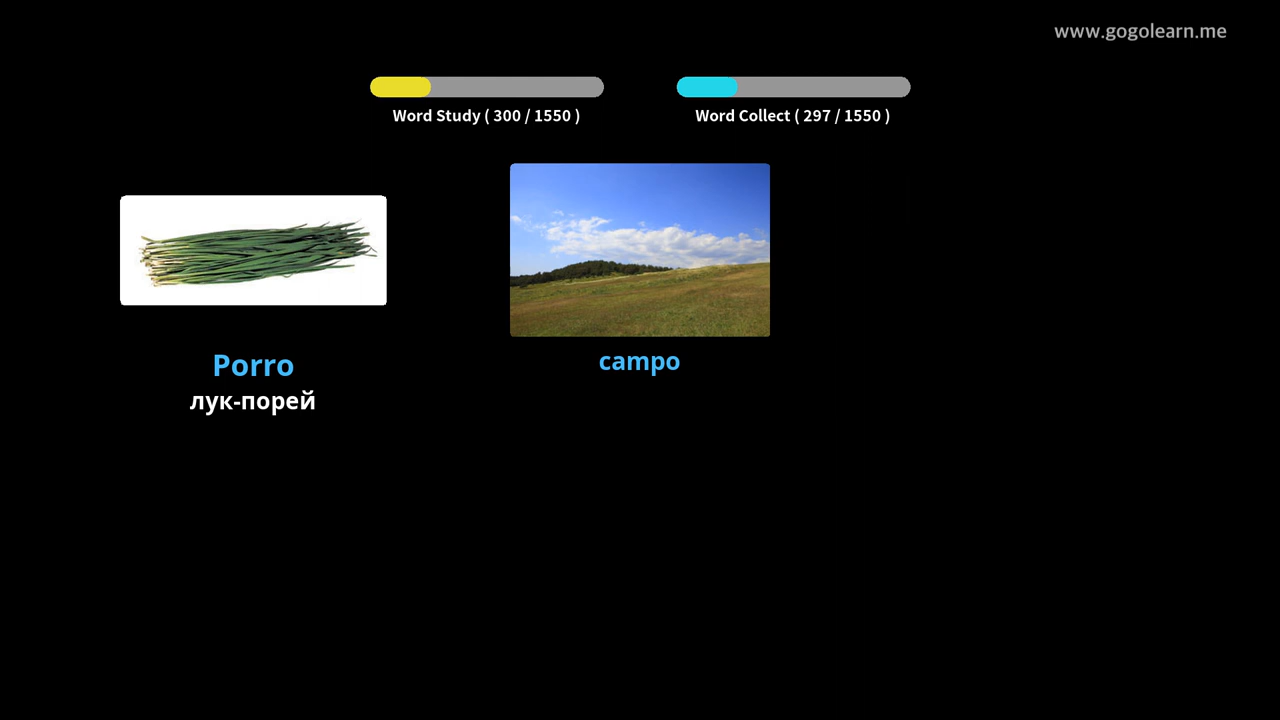 www.gogolearn.me
Word Study ( 300 / 1550 )
Word Collect ( 297 / 1550 )
Porro
лук-порей
campo